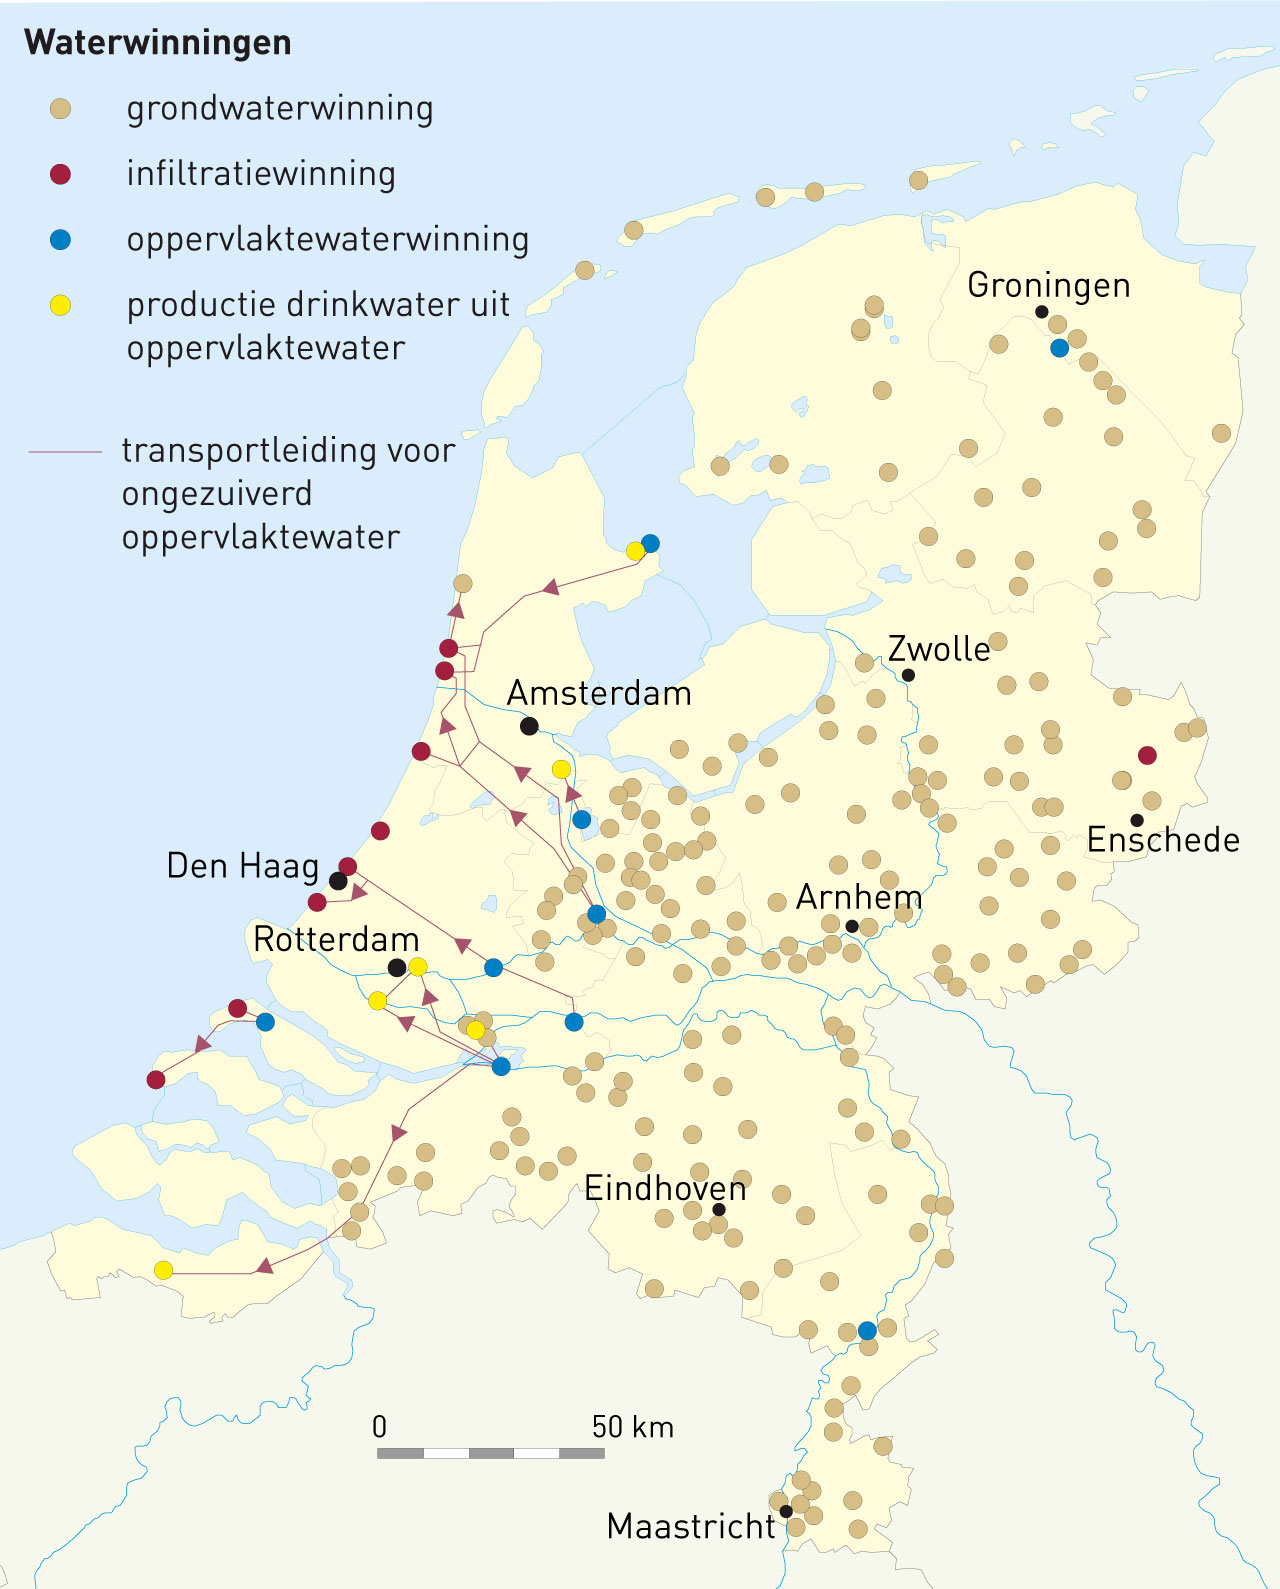 Waterwinningen
grondwaterwinning
infiltratiewinning
oppervlaktewaterwinning
productie drinkwater uit
oppervlaktewater
transportleiding voor
ongezuiverd
oppervlaktewater
Groningen
Zwolle
Amsterdam
Enschede
Den Haag
Arnhem
Rotterdam
Eindhoven
0 50 km
Maastricht